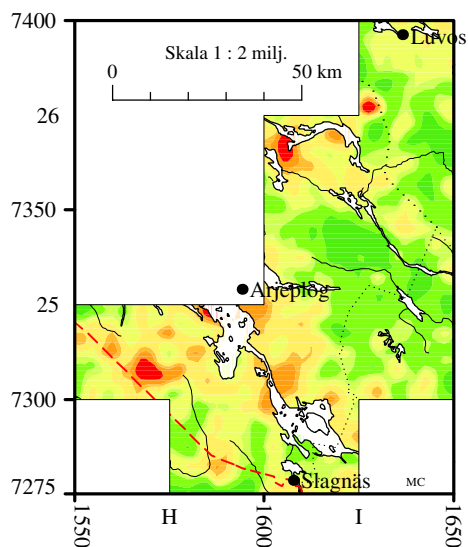 7400
Luvos
Skala 1 : 2 milj.
0 50 km
26
7350
Arjeplog
25
7300
Slagnäs
MC
7275
1550 H 1600 I 1650